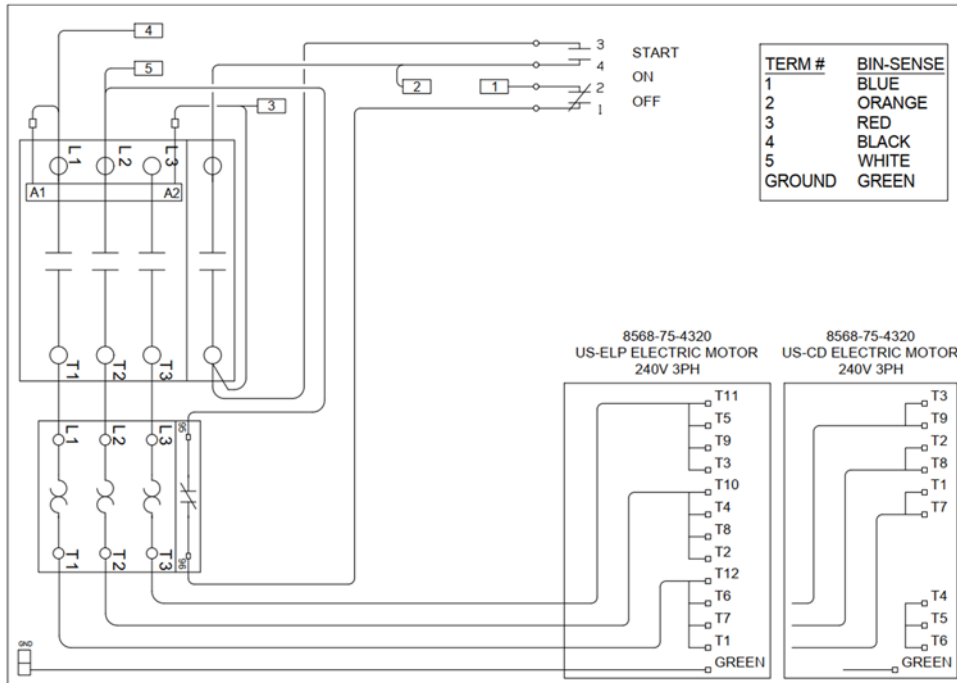 4
5
3
2
1
3
4
2
1
START
ON
OFF
TERM # BIN-SENSE
1 BLUE
2 ORANGE
3 RED
4 BLACK
5 WHITE
GROUND GREEN
L1
L2
L3
A1
A2
T1
T2
T3
L1
L2
L3
95
T1
T2
T3
96
GND
8568-75-4320
US-ELP ELECTRIC MOTOR
240V 3PH
T11
T5
T9
T3
T10
T4
T8
T2
T12
T6
T7
T1
GREEN
8568-75-4320
US-CD ELECTRIC MOTOR
240V 3PH
T3
T9
T2
T8
T1
T7
T4
T5
T6
GREEN